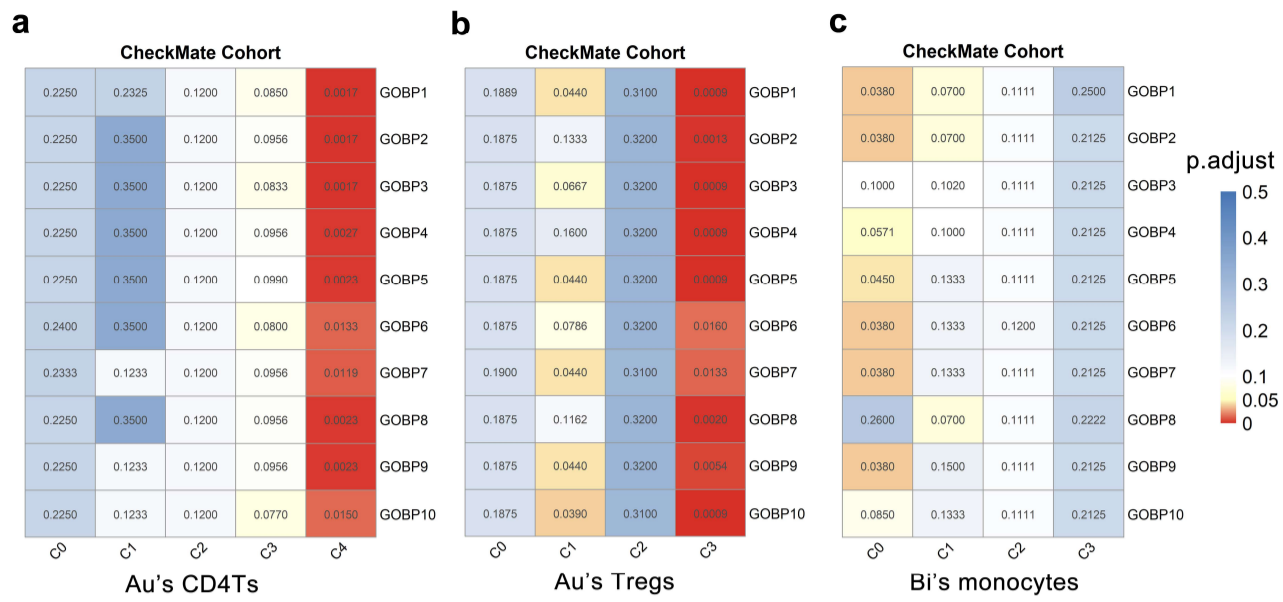 a
b
c
CheckMate Cohort
CheckMate Cohort
CheckMate Cohort
0.2250 0.2325 0.1200 0.0850 0.0017 GOBP1
0.2250 0.3500 0.1200 0.0956 0.0017 GOBP2
0.2250 0.3500 0.1200 0.0833 0.0017 GOBP3
0.2250 0.3500 0.1200 0.0956 0.0027 GOBP4
0.2250 0.3500 0.1200 0.0990 0.0023 GOBP5
0.2400 0.3500 0.1200 0.0800 0.0133 GOBP6
0.2333 0.1233 0.1200 0.0956 0.0119 GOBP7
0.2250 0.3500 0.1200 0.0956 0.0023 GOBP8
0.2250 0.1233 0.1200 0.0956 0.0023 GOBP9
0.2250 0.1233 0.1200 0.0770 0.0150 GOBP10
C0 C1 C2 C3 C4
Au's CD4Ts
0.1889 0.0440 0.3100 0.0009 GOBP1
0.1875 0.1333 0.3200 0.0013 GOBP2
0.1875 0.0667 0.3200 0.0009 GOBP3
0.1875 0.1600 0.3200 0.0009 GOBP4
0.1875 0.0440 0.3200 0.0009 GOBP5
0.1875 0.0786 0.3200 0.0160 GOBP6
0.1900 0.0440 0.3100 0.0133 GOBP7
0.1875 0.1162 0.3200 0.0020 GOBP8
0.1875 0.0440 0.3200 0.0054 GOBP9
0.1875 0.0390 0.3100 0.0009 GOBP10
C0 C1 C2 C3
Au's Tregs
0.0380 0.0700 0.1111 0.2500 GOBP1
0.0380 0.0700 0.1111 0.2125 GOBP2
0.1000 0.1020 0.1111 0.2125 GOBP3
0.0571 0.1000 0.1111 0.2125 GOBP4
0.0450 0.1333 0.1111 0.2125 GOBP5
0.0380 0.1333 0.1200 0.2125 GOBP6
0.0380 0.1333 0.1111 0.2125 GOBP7
0.2600 0.0700 0.1111 0.2222 GOBP8
0.0380 0.1500 0.1111 0.2125 GOBP9
0.0850 0.1333 0.1111 0.2125 GOBP10
C0 C1 C2 C3
Bi's monocytes
p.adjust
0.5
0.4
0.3
0.2
0.1
0.05
0